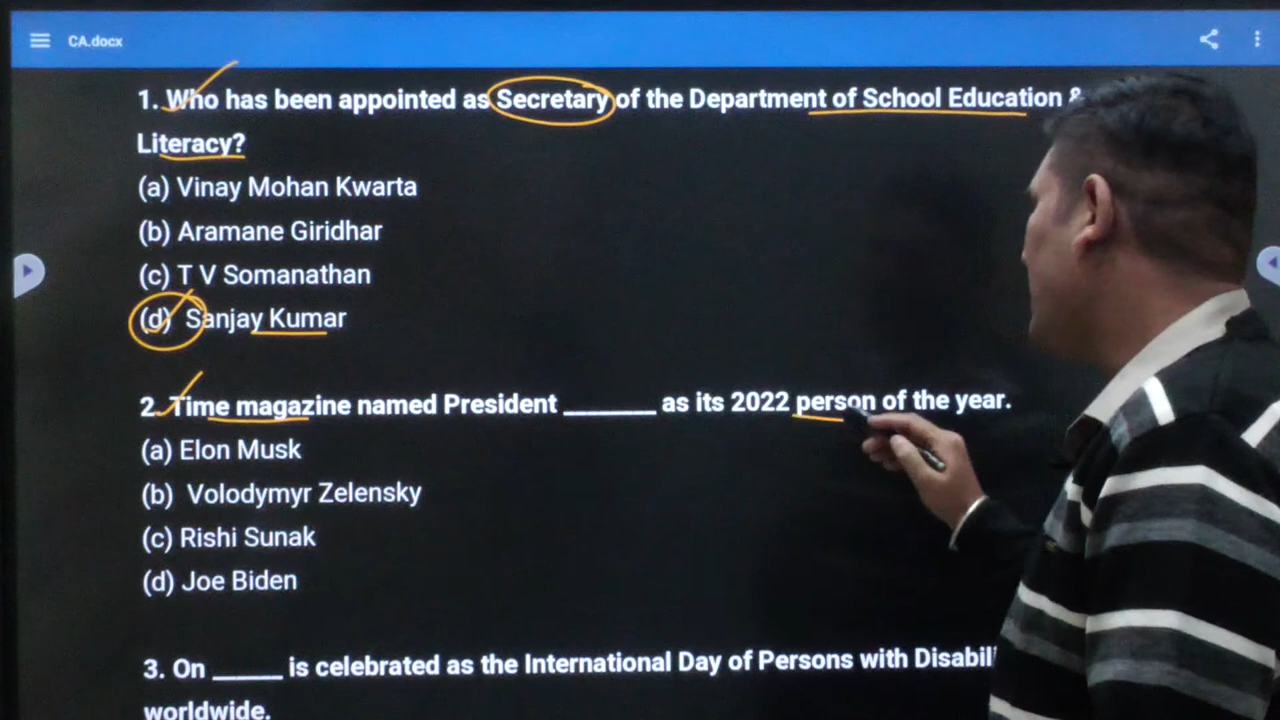 CA.docx
1. Who has been appointed as Secretary of the Department of School Education &
Literacy?
(a) Vinay Mohan Kwarta
(b) Aramane Giridhar
(c) T V Somanathan
(d) Sanjay Kumar
2. Time magazine named President _______ as its 2022 person of the year.
(a) Elon Musk
(b) Volodymyr Zelensky
(c) Rishi Sunak
(d) Joe Biden
3. On _____ is celebrated as the International Day of Persons with
worldwide.